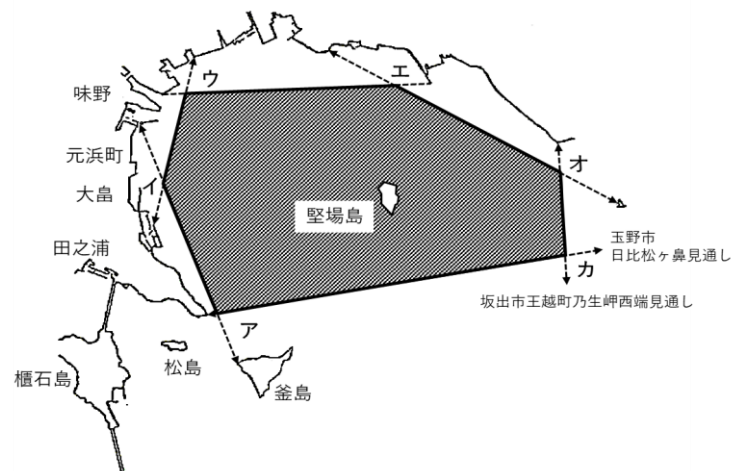 ウ
エ
味野
元浜町
イ
大畠
オ
堅場島
田之浦
玉野市
日比松ヶ鼻見通し
カ
坂出市王越町乃生岬西端見通し
ア
松島
櫃石島
釜島